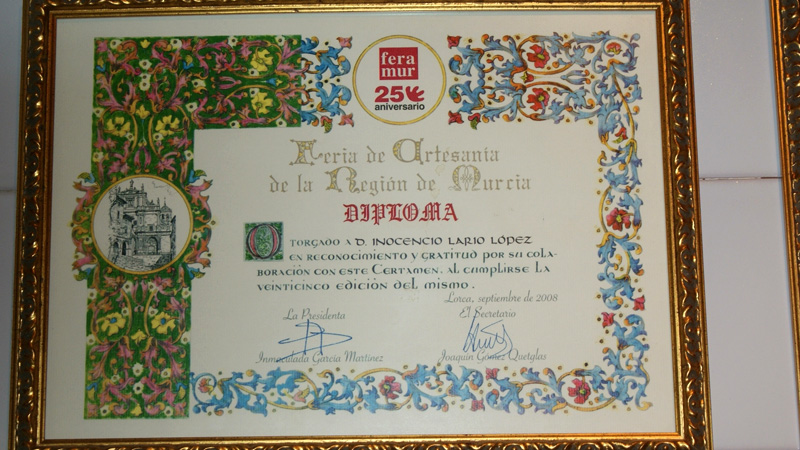 fera
mur
25
aniversario
Feria de Artesanía
de la Región de Murcia
DIPLOMA
OTORGADO A D. INOCENCIO LARIO LÓPEZ
EN RECONOCIMIENTO Y GRATITUD POR SU COLA-
BORACIÓN CON ESTE CERTAMEN, AL CUMPLIRSE LA
VEINTICINCO EDICIÓN DEL MISMO.
Lorca, septiembre de 2008
La Presidenta
El Secretario
Inmaculada García Martínez
Joaquín Gómez Quetglas